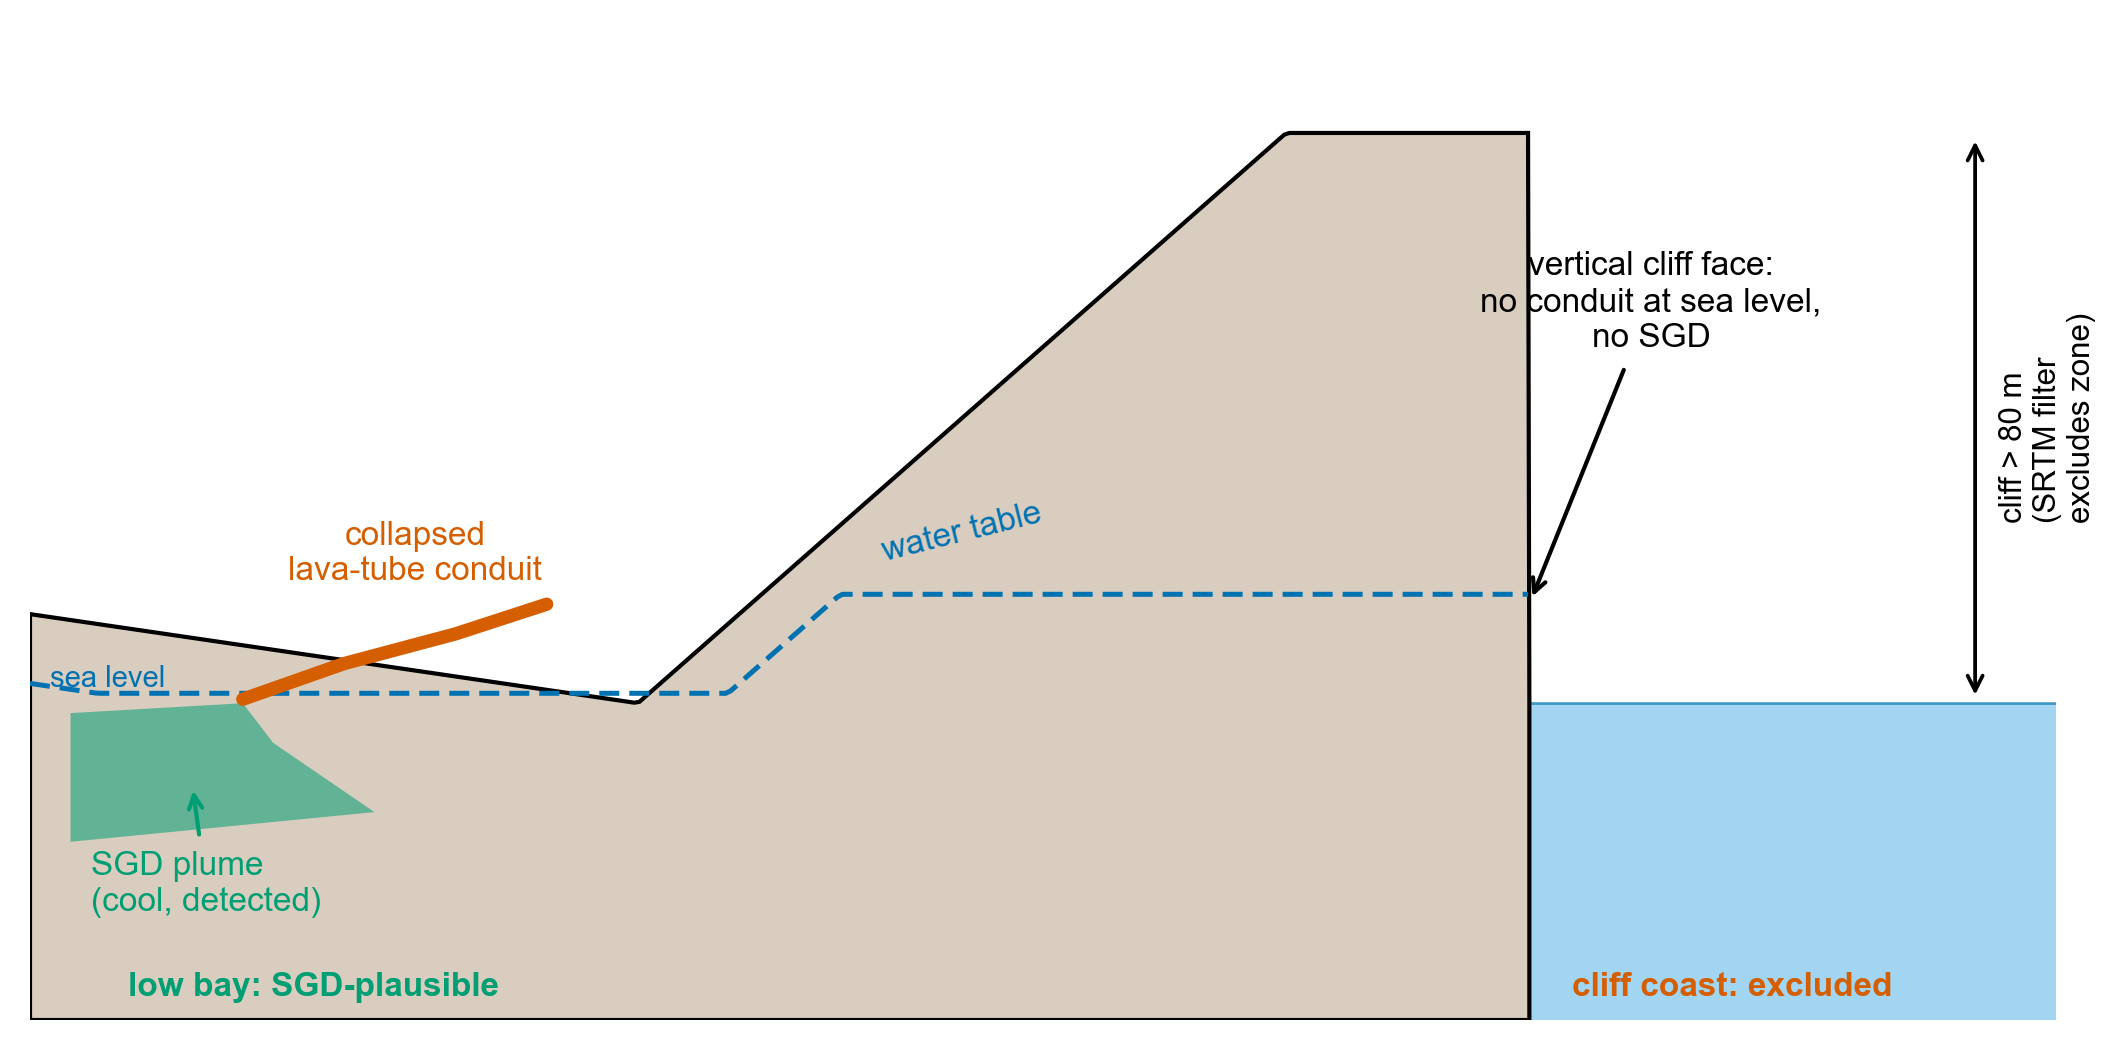 vertical cliff face:
no conduit at sea level,
no SGD
cliff > 80 m
(SRTM filter
excludes zone)
water table
collapsed
lava-tube conduit
sea level
SGD plume
(cool, detected)
low bay: SGD-plausible
cliff coast: excluded